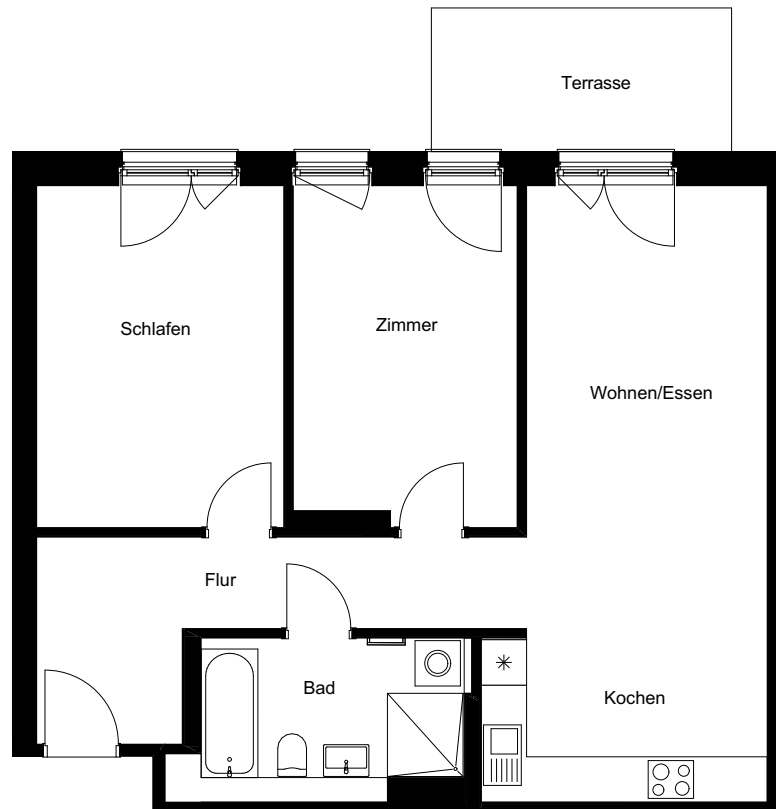 Terrasse
Schlafen
Zimmer
Wohnen/Essen
Flur
Bad
Kochen